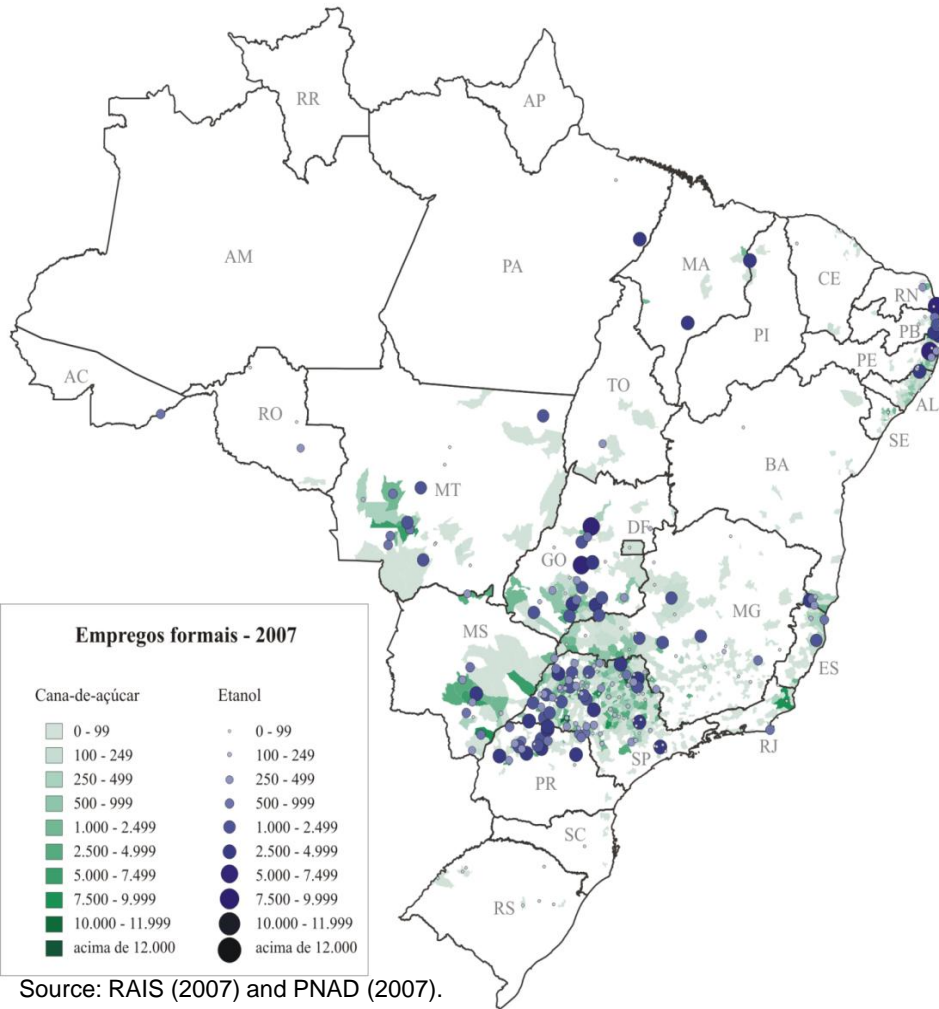 RR
AP
AM
PA
MA
CE
RN
PB
PI
PE
AC
TO
AL
RO
SE
BA
MT
DF
GO
MG
MS
ES
RJ
SP
PR
SC
RS
Empregos formais - 2007
Cana-de-açúcar Etanol
0 - 99 0 - 99
100 - 249 100 - 249
250 - 499 250 - 499
500 - 999 500 - 999
1.000 - 2.499 1.000 - 2.499
2.500 - 4.999 2.500 - 4.999
5.000 - 7.499 5.000 - 7.499
7.500 - 9.999 7.500 - 9.999
10.000 - 11.999 10.000 - 11.999
acima de 12.000 acima de 12.000
Source: RAIS (2007) and PNAD (2007).